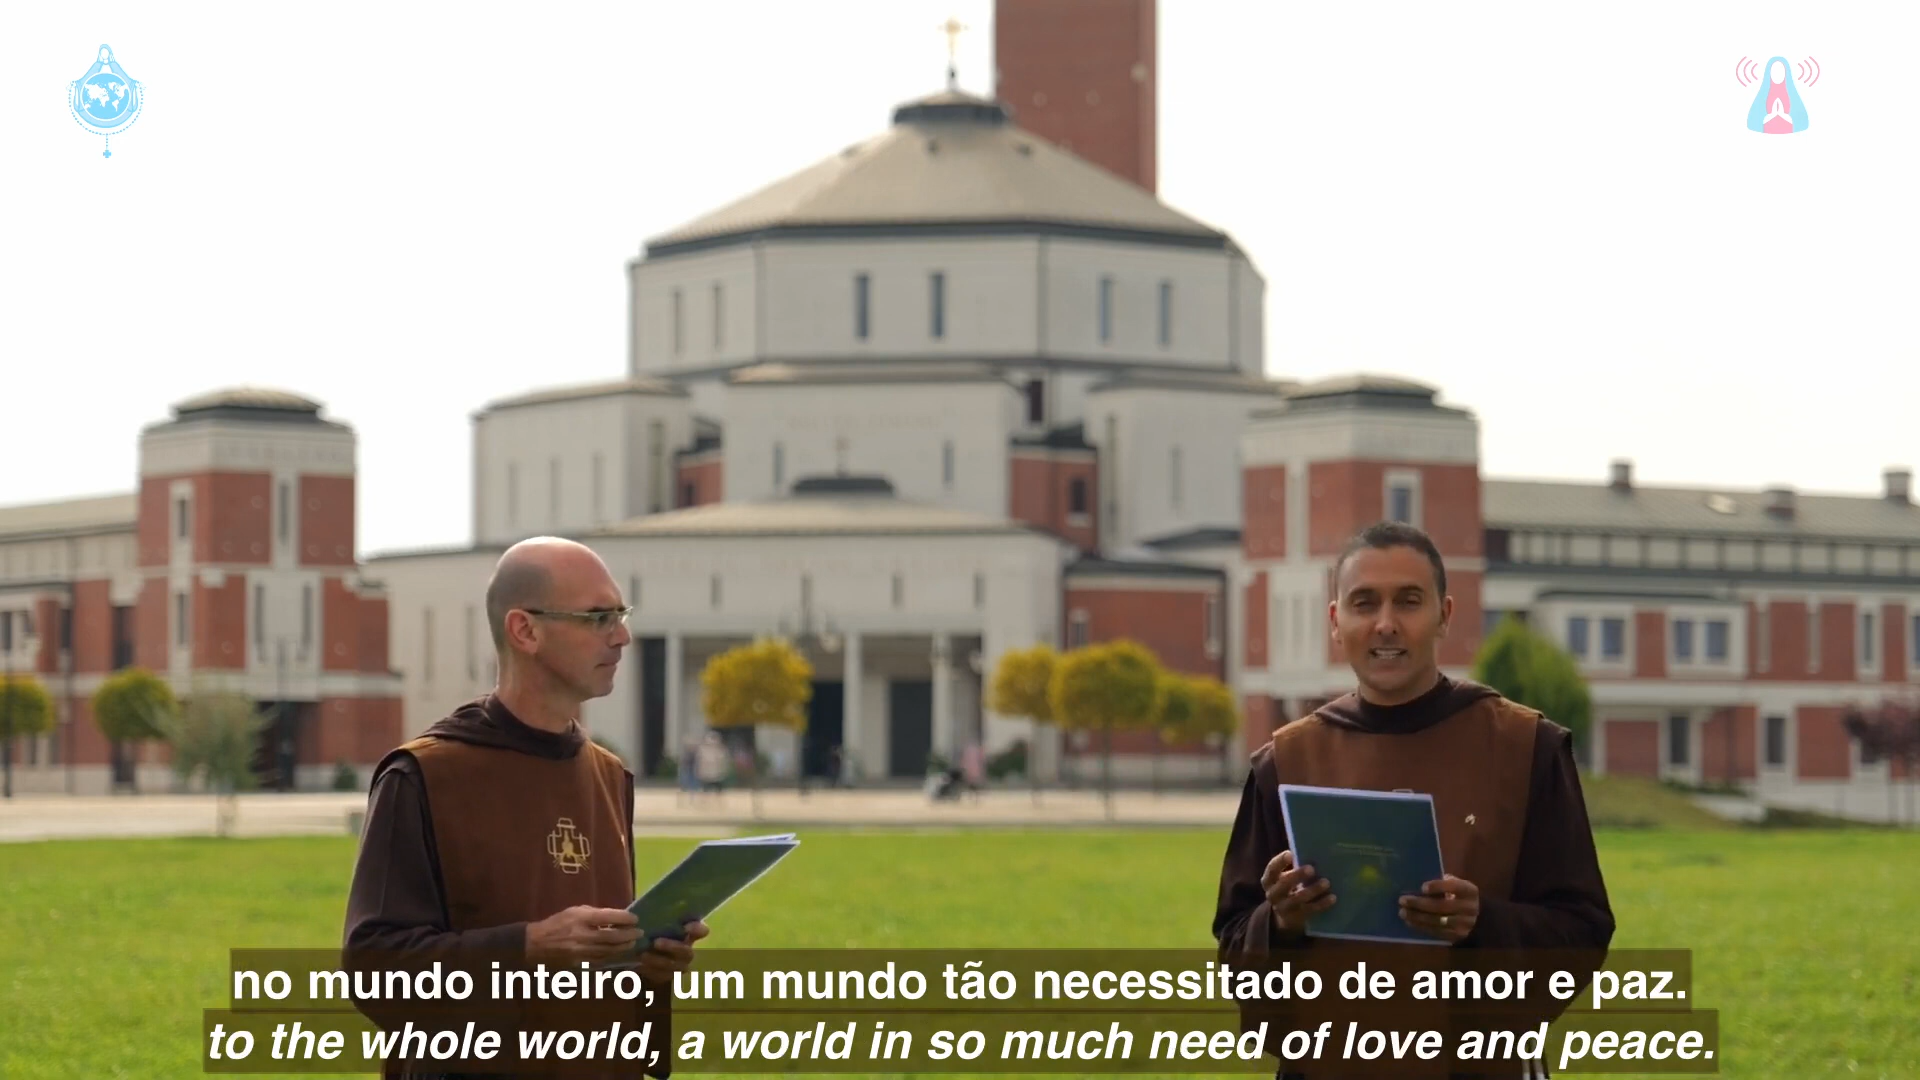 no mundo inteiro, um mundo tão necessitado de amor e paz.
to the whole world, a world in so much need of love and peace.